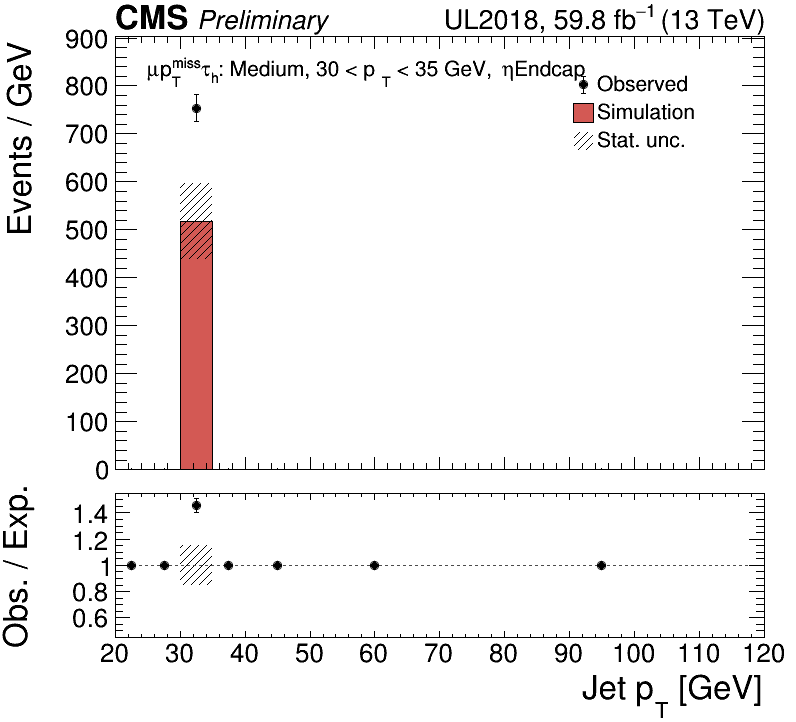 CMS Preliminary UL2018, 59.8 fb⁻¹ (13 TeV)
Events / GeV
900
800
700
600
500
400
300
200
100
0
μp_T^miss τ_h: Medium, 30 < p_T < 35 GeV, ηEndcap
Observed
Simulation
Stat. unc.
Obs. / Exp.
1.4
1.2
1
0.8
0.6
20 30 40 50 60 70 80 90 100 110 120
Jet p_T [GeV]